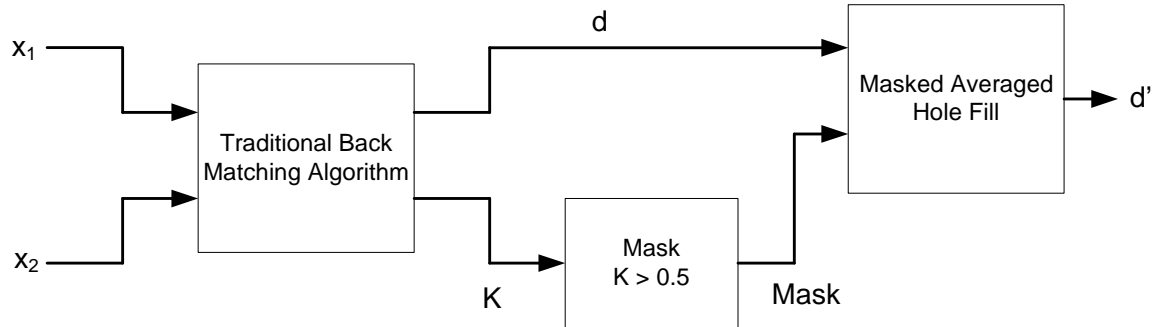 x₁
x₂
Traditional Back
Matching Algorithm
d
K
Mask
K > 0.5
Mask
Masked Averaged
Hole Fill
d'